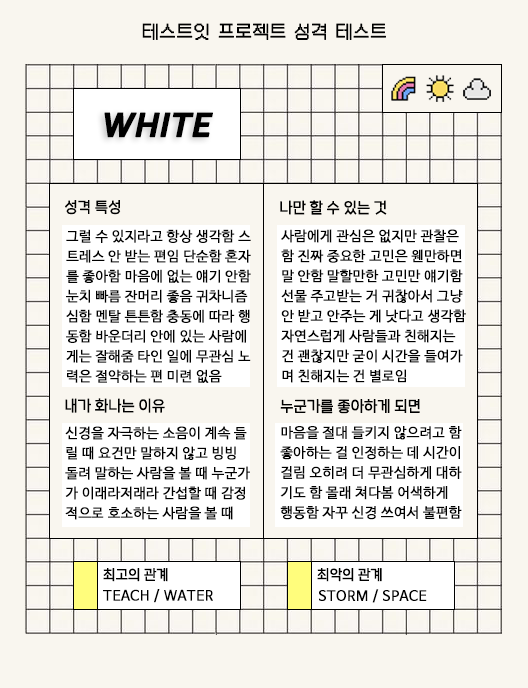 테스트잇 프로젝트 성격 테스트
WHITE
성격 특성
그럴 수 있지라고 항상 생각함 스
트레스 안 받는 편임 단순함 혼자
를 좋아함 마음에 없는 얘기 안함
눈치 빠름 잔머리 좋음 귀차니즘
심함 멘탈 튼튼함 충동에 따라 행
동함 바운더리 안에 있는 사람에
게는 잘해줌 타인 일에 무관심 노
력은 절약하는 편 미련 없음
나만 할 수 있는 것
사람에게 관심은 없지만 관찰은
함 진짜 중요한 고민은 웬만하면
말 안함 말할만한 고민만 얘기함
선물 주고받는 거 귀찮아서 그냥
안 받고 안주는 게 낫다고 생각함
자연스럽게 사람들과 친해지는
건 괜찮지만 굳이 시간을 들여가
며 친해지는 건 별로임
내가 화나는 이유
신경을 자극하는 소음이 계속 들
릴 때 요건만 말하지 않고 빙빙
돌려 말하는 사람을 볼 때 누군가
가 이래라저래라 간섭할 때 감정
적으로 호소하는 사람을 볼 때
누군가를 좋아하게 되면
마음을 절대 들키지 않으려고 함
좋아하는 걸 인정하는 데 시간이
걸림 오히려 더 무관심하게 대하
기도 함 몰래 쳐다봄 어색하게
행동함 자꾸 신경 쓰여서 불편함
최고의 관계
TEACH / WATER
최악의 관계
STORM / SPACE